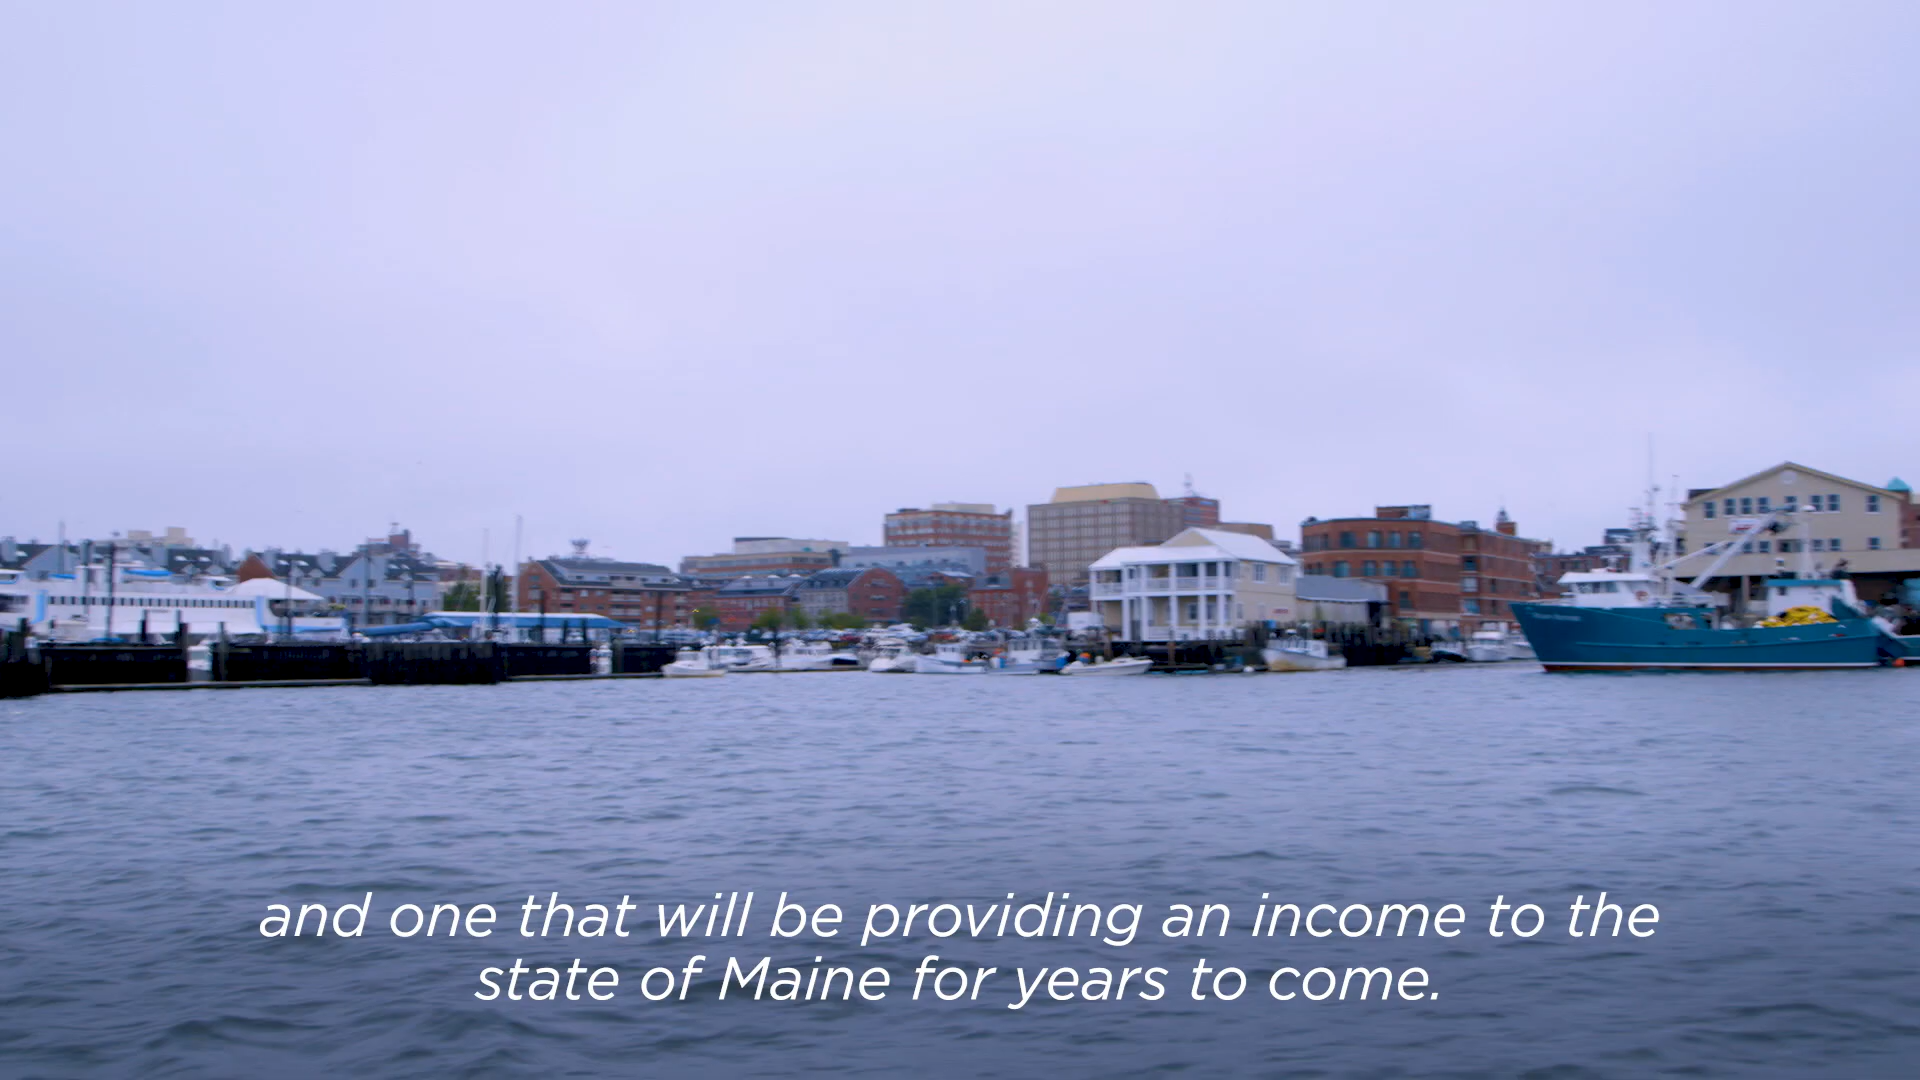 and one that will be providing an income to the
state of Maine for years to come.